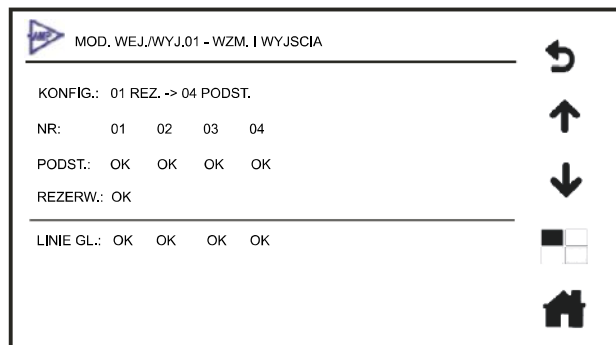 AMP
MOD. WEJ./WYJ.01 - WZM. I WYJSCIA
KONFIG.: 01 REZ. -> 04 PODST.
NR: 01 02 03 04
PODST.: OK OK OK OK
REZERW.: OK
LINIE GL.: OK OK OK OK